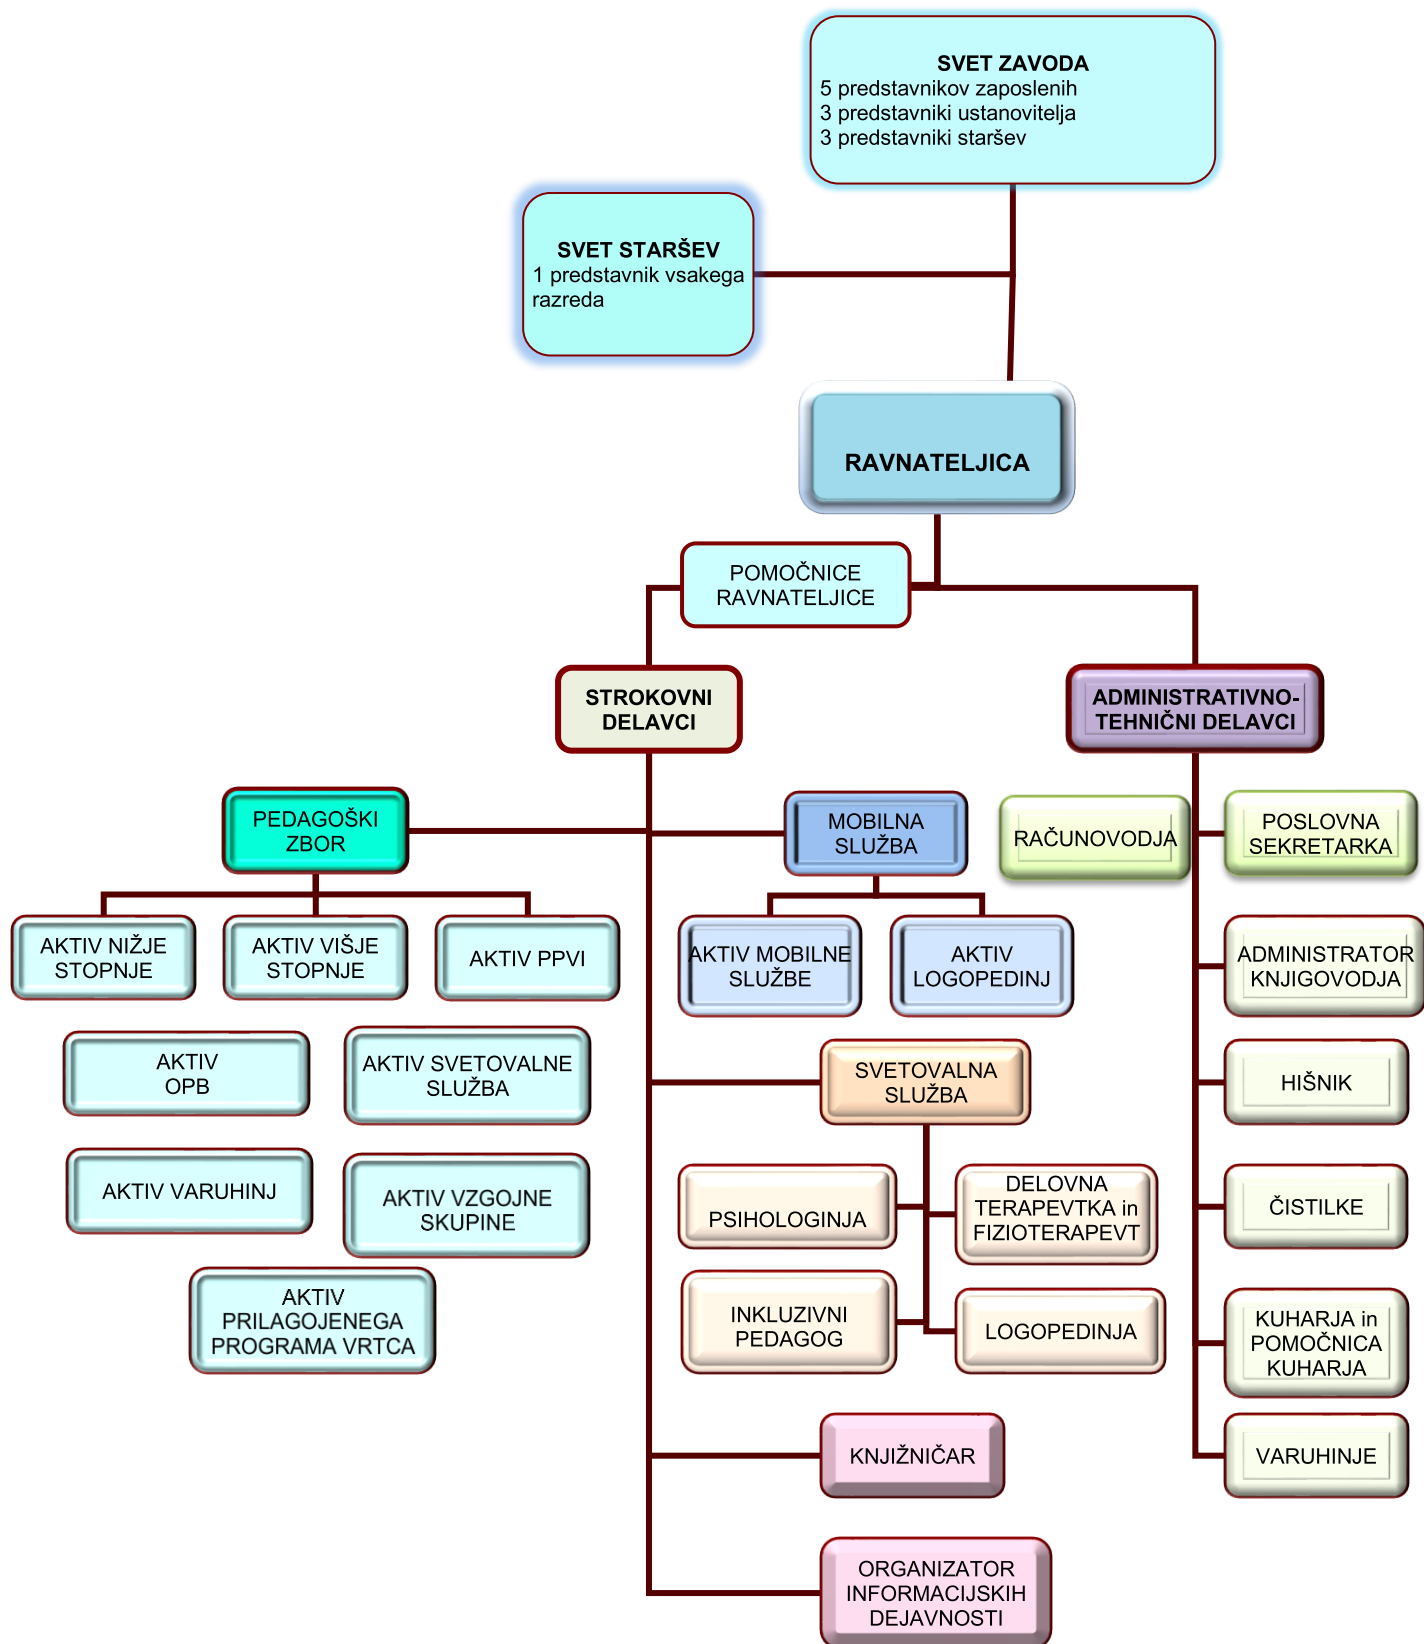 SVET ZAVODA
5 predstavnikov zaposlenih
3 predstavniki ustanovitelja
3 predstavniki staršev
SVET STARŠEV
1 predstavnik vsakega
razreda
RAVNATELJICA
POMOČNICE
RAVNATELJICE
STROKOVNI
DELAVCI
ADMINISTRATIVNO-
TEHNIČNI DELAVCI
PEDAGOŠKI
ZBOR
MOBILNA
SLUŽBA
RAČUNOVODJA
POSLOVNA
SEKRETARKA
AKTIV NIŽJE
STOPNJE
AKTIV VIŠJE
STOPNJE
AKTIV PPVI
AKTIV MOBILNE
SLUŽBE
AKTIV
LOGOPEDINJ
ADMINISTRATOR
KNJIGOVODJA
AKTIV
OPB
AKTIV SVETOVALNE
SLUŽBA
SVETOVALNA
SLUŽBA
HIŠNIK
AKTIV VARUHINJ
AKTIV VZGOJNE
SKUPINE
PSIHOLOGINJA
DELOVNA
TERAPEVTKA in
FIZIOTERAPEVT
ČISTILKE
AKTIV
PRILAGOJENEGA
PROGRAMA VRTCA
INKLUZIVNI
PEDAGOG
LOGOPEDINJA
KUHARJA in
POMOČNICA
KUHARJA
KNJIŽNIČAR
VARUHINJE
ORGANIZATOR
INFORMACIJSKIH
DEJAVNOSTI